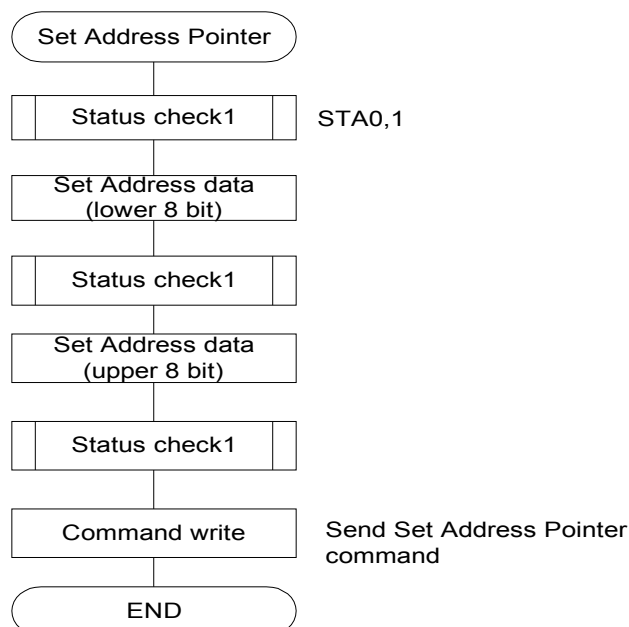 Set Address Pointer
Status check1
STA0,1
Set Address data
(lower 8 bit)
Status check1
Set Address data
(upper 8 bit)
Status check1
Command write
Send Set Address Pointer
command
END